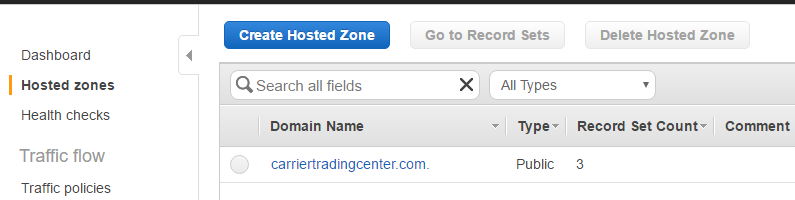 Create Hosted Zone Go to Record Sets Delete Hosted Zone
Dashboard
Hosted zones
Health checks
Traffic flow
Traffic policies
Search all fields All Types
Domain Name Type Record Set Count Comment
carriertradingcenter.com. Public 3